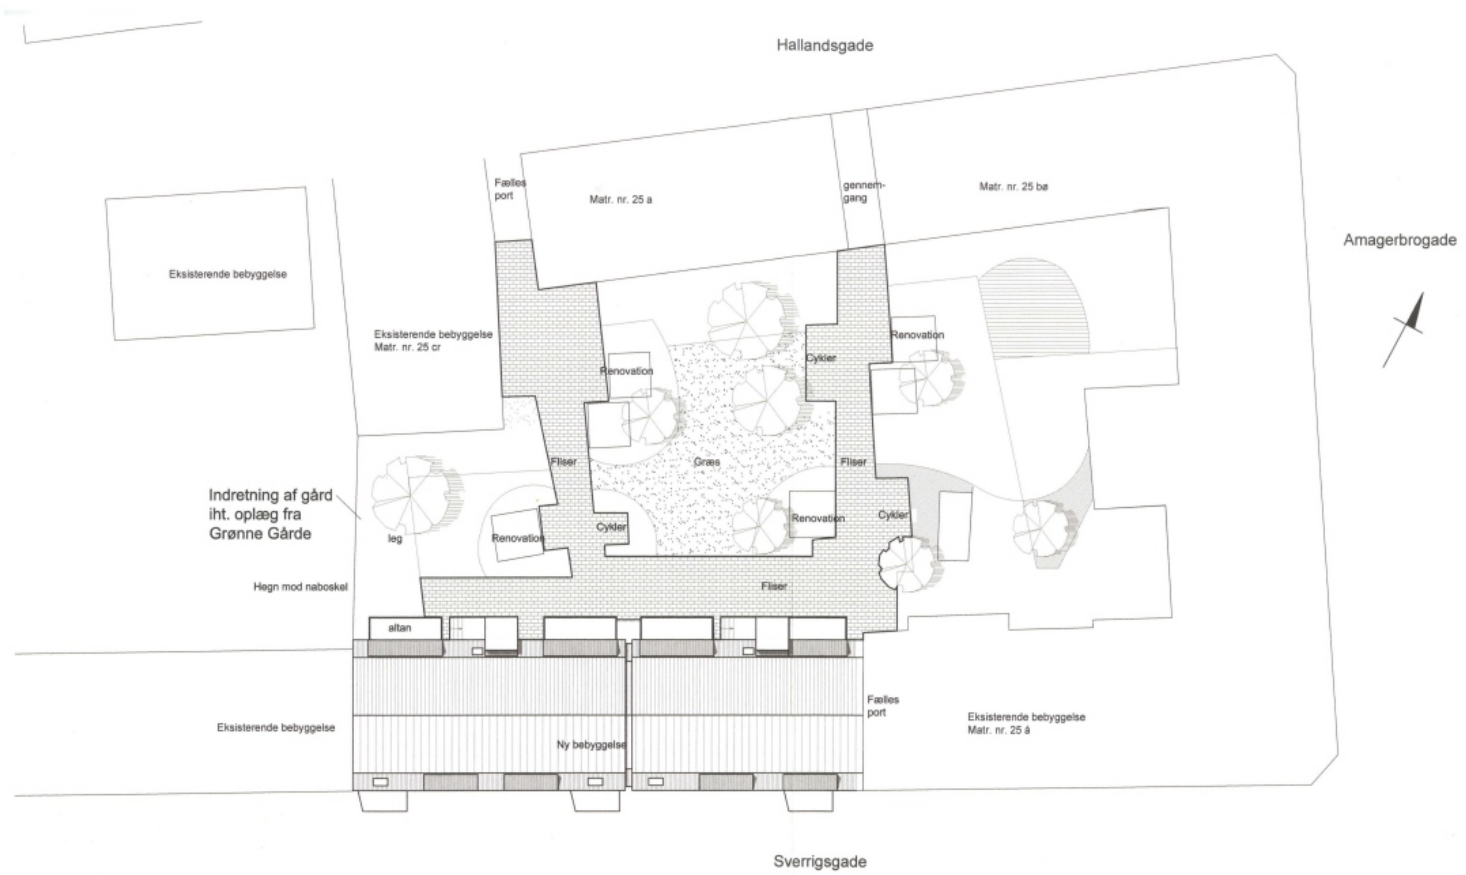 Hallandsgade
Fælles
port
Matr. nr. 25 a
gennem-
gang
Matr. nr. 25 bø
Amagerbrogade
Eksisterende bebyggelse
Eksisterende bebyggelse
Matr. nr. 25 cr
Renovation
Cykler
Renovation
Fliser
Græs
Fliser
Indretning af gård
iht. oplæg fra
Grønne Gårde
leg
Renovation
Cykler
Renovation
Cykler
Hegn mod naboskel
Fliser
altan
Eksisterende bebyggelse
Ny bebyggelse
Fælles
port
Eksisterende bebyggelse
Matr. nr. 25 å
Sverrigsgade